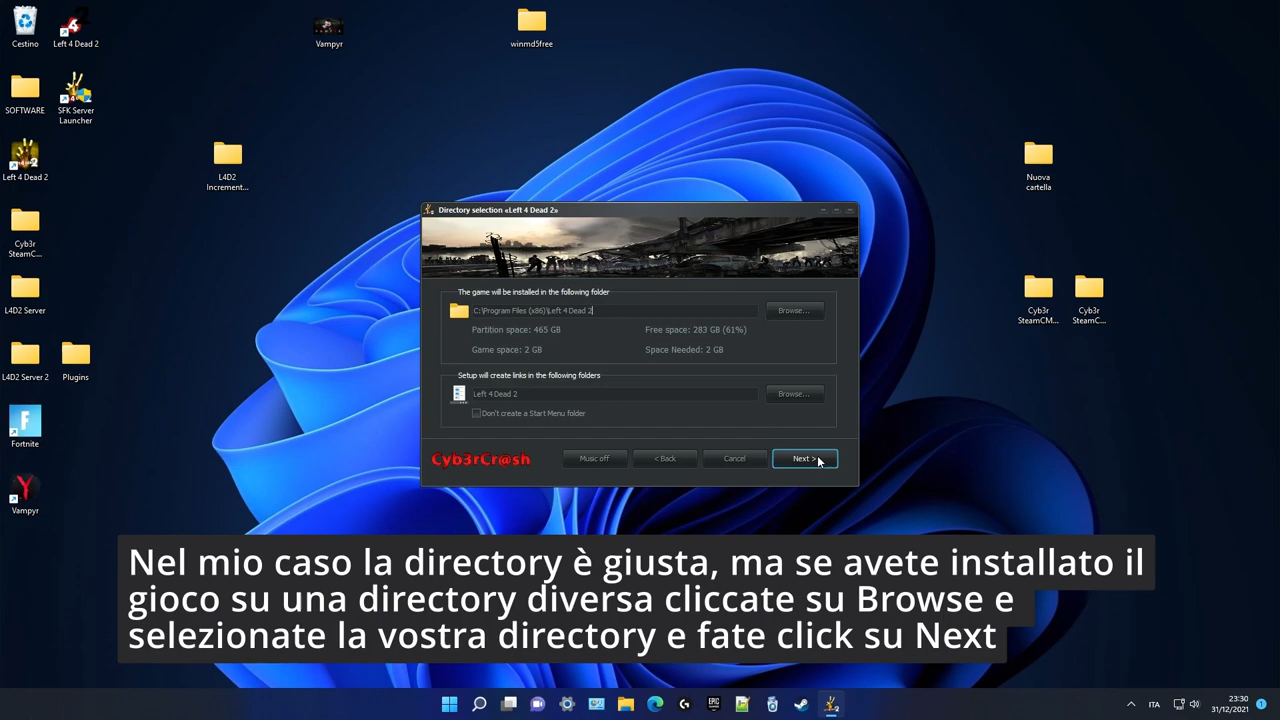 Cestino
Left 4 Dead 2
Vampyr
winmd5free
SOFTWARE
SFK Server
Launcher
Left 4 Dead 2
L4D2
Increment...
Nuova
cartella
Cyb3r
SteamC...
L4D2 Server
Cyb3r
SteamCM...
Cyb3r
SteamC...
L4D2 Server 2
Plugins
Fortnite
Vampyr
Directory selection «Left 4 Dead 2»
The game will be installed in the following folder
C:\Program Files (x86)\Left 4 Dead 2
Browse...
Partition space: 465 GB
Free space: 283 GB (61%)
Game space: 2 GB
Space Needed: 2 GB
Setup will create links in the following folders
Left 4 Dead 2
Browse...
Don't create a Start Menu folder
Cyb3rCr@sh
Music off
< Back
Cancel
Next >
Nel mio caso la directory è giusta, ma se avete installato il
gioco su una directory diversa cliccate su Browse e
selezionate la vostra directory e fate click su Next
ITA
23:30
31/12/2021
1